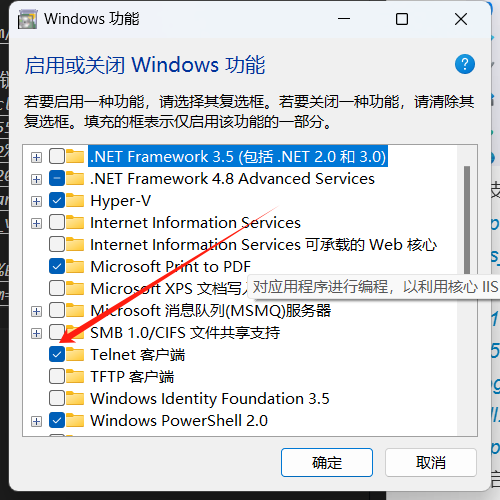 Windows 功能
启用或关闭 Windows 功能
若要启用一种功能，请选择其复选框。若要关闭一种功能，请清除其
复选框。填充的框表示仅启用该功能的一部分。
.NET Framework 3.5 (包括 .NET 2.0 和 3.0)
.NET Framework 4.8 Advanced Services
Hyper-V
Internet Information Services
Internet Information Services 可承载的 Web 核心
Microsoft Print to PDF
Microsoft XPS 文档写入
对应用程序进行编程，以利用核心 IIS
Microsoft 消息队列(MSMQ)服务器
SMB 1.0/CIFS 文件共享支持
Telnet 客户端
TFTP 客户端
Windows Identity Foundation 3.5
Windows PowerShell 2.0
确定
取消